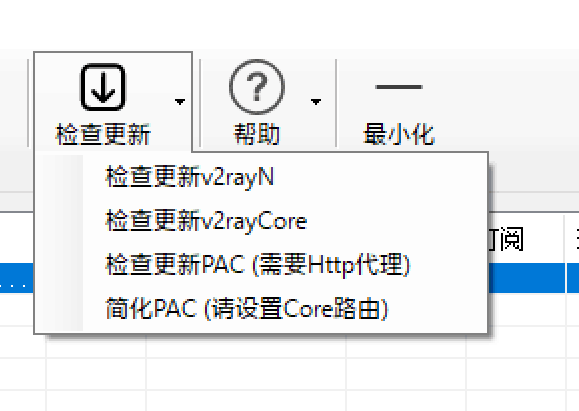 检查更新
帮助
最小化
检查更新v2rayN
检查更新v2rayCore
检查更新PAC (需要Http代理)
简化PAC (请设置Core路由)
订阅
...